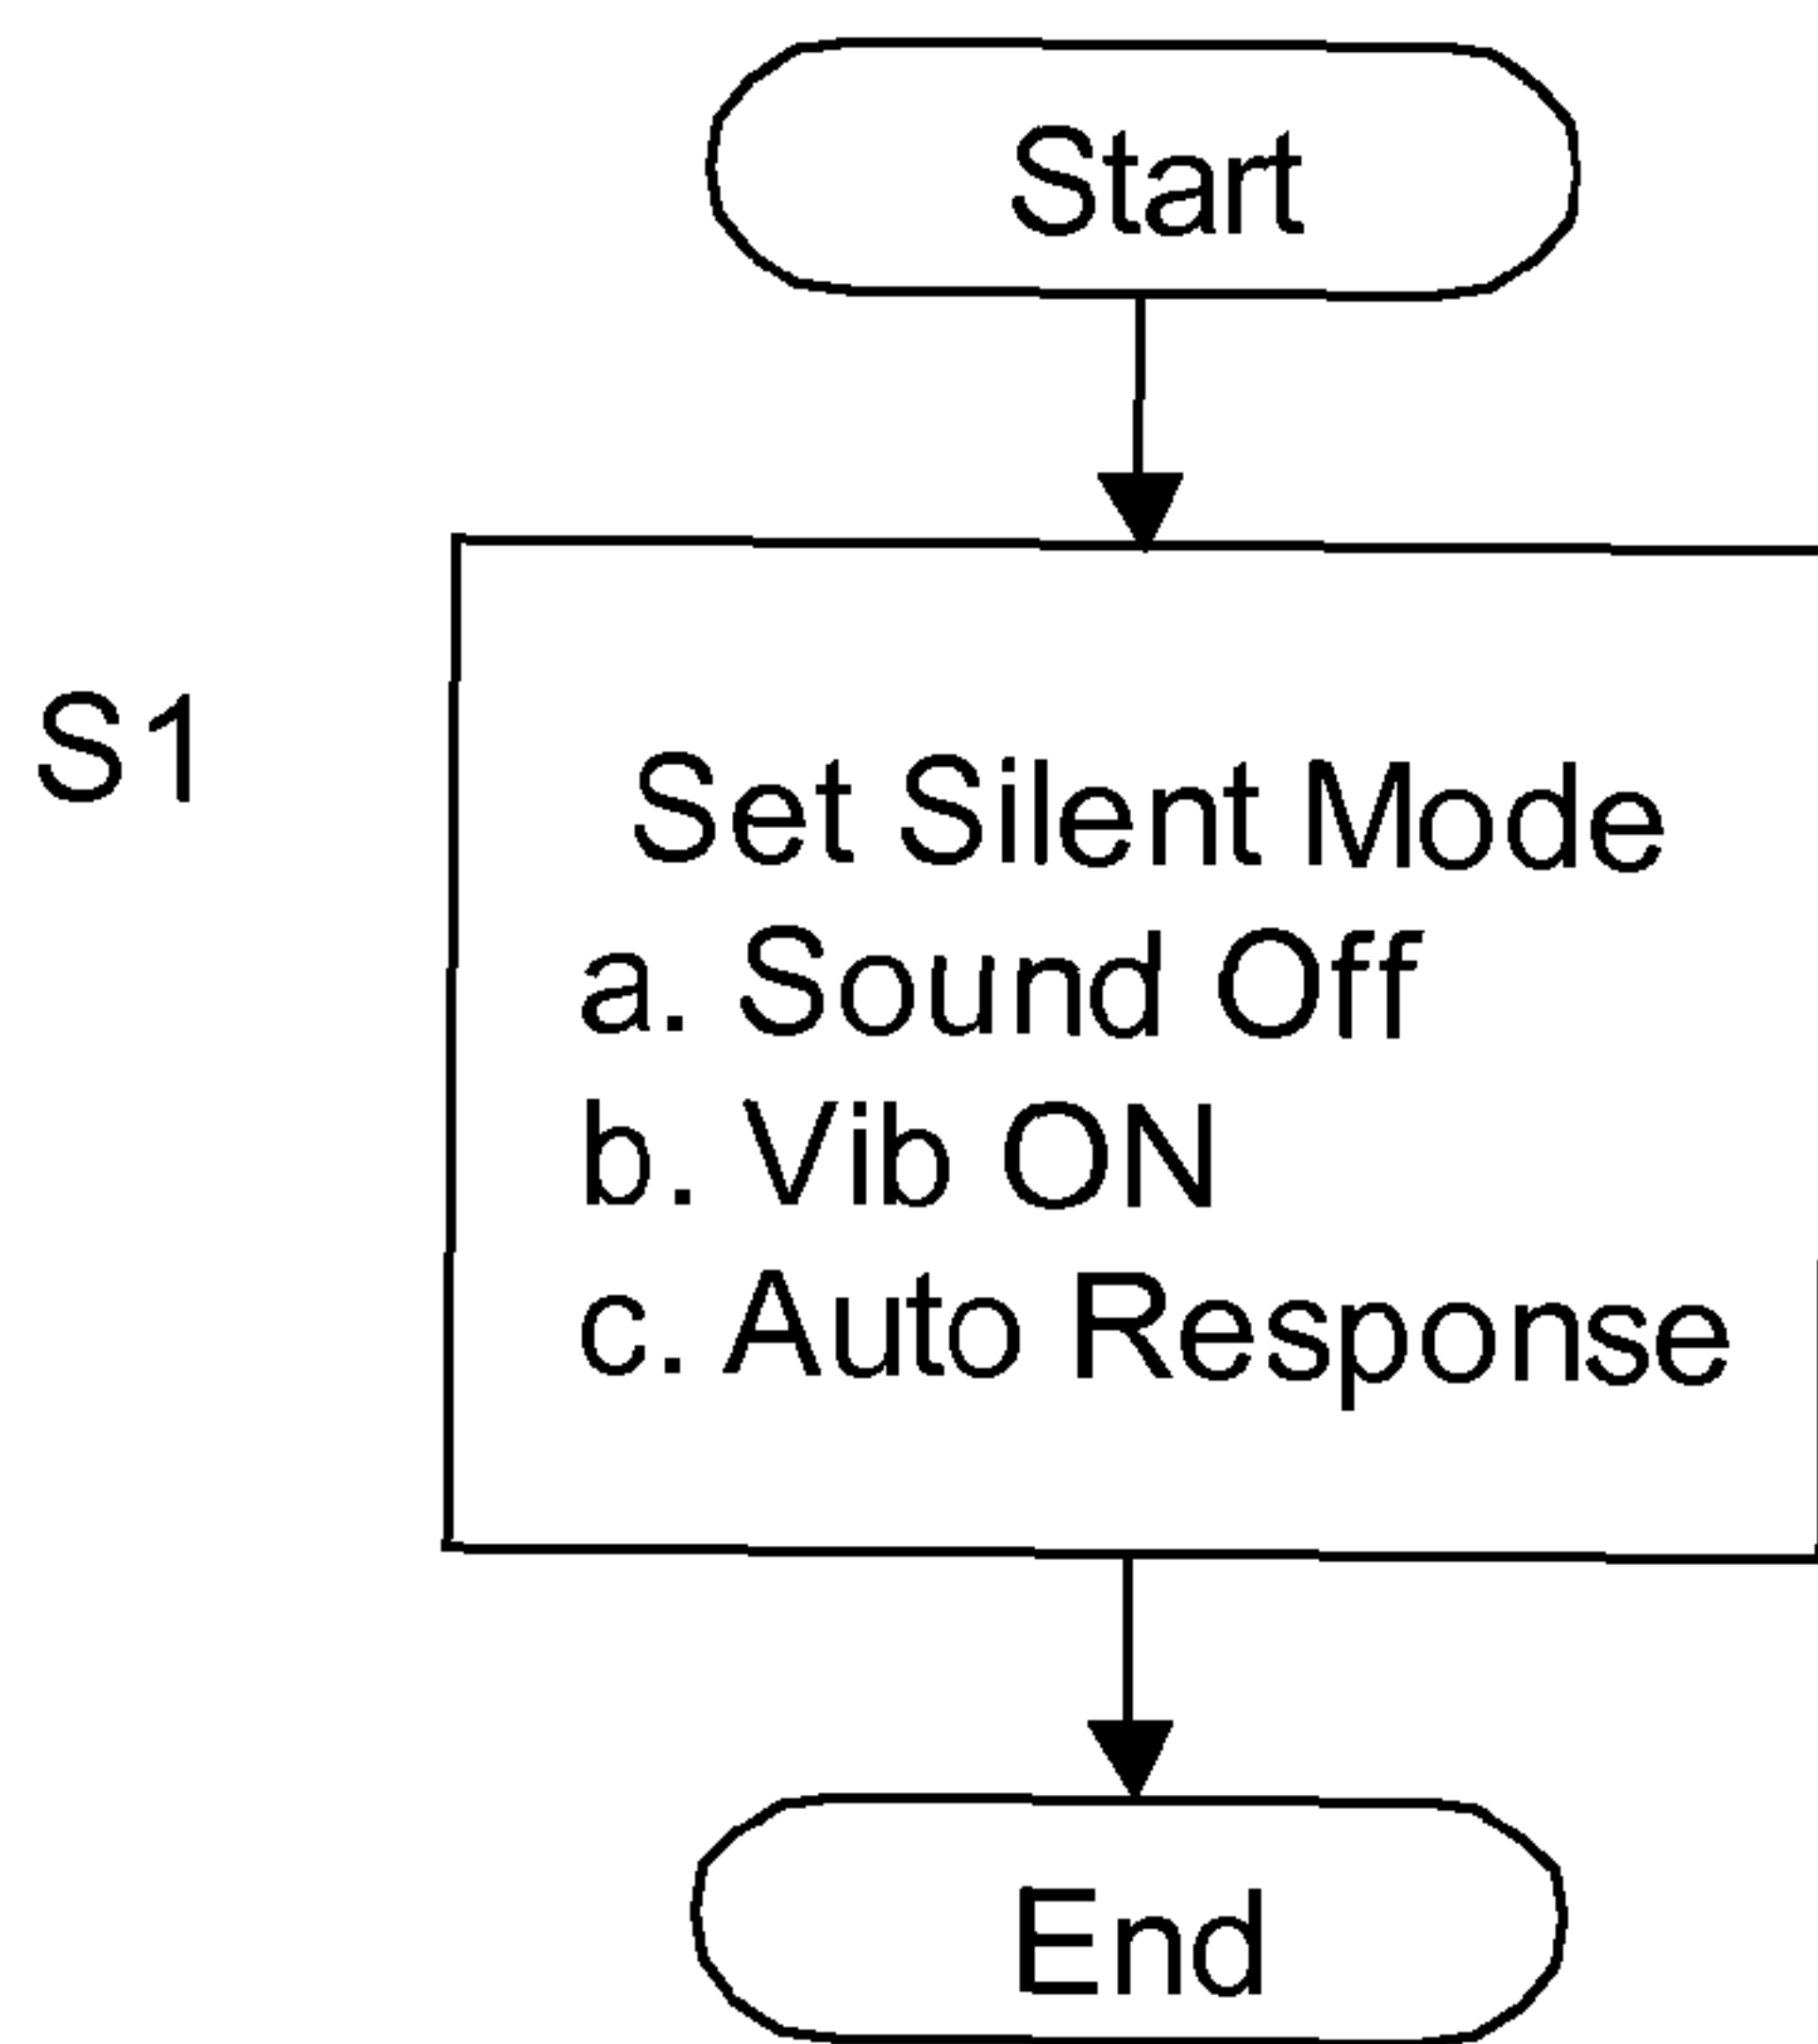 Start
S1
Set Silent Mode
a. Sound Off
b. Vib ON
c. Auto Response
End